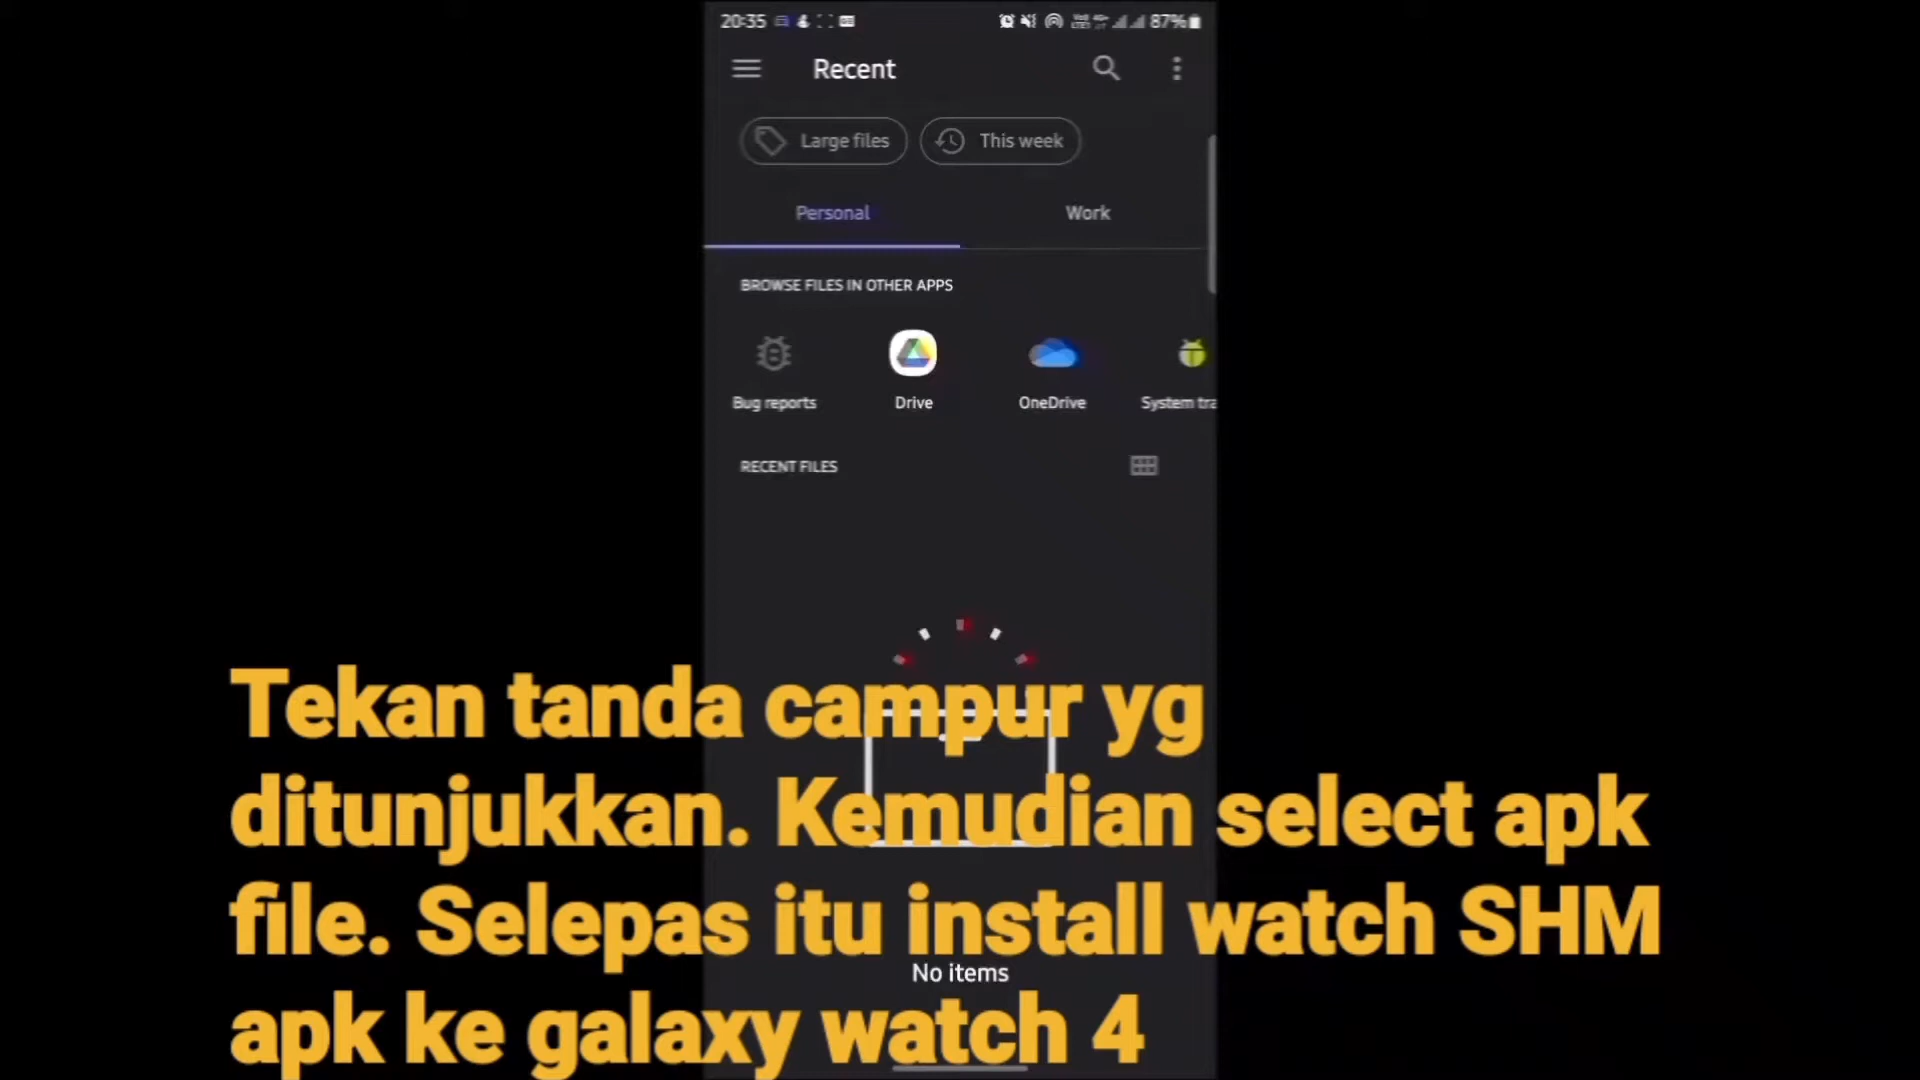 20:35
87%
Recent
Large files
This week
Personal
Work
BROWSE FILES IN OTHER APPS
Bug reports
Drive
OneDrive
System tra
RECENT FILES
Tekan tanda campur yg
ditunjukkan. Kemudian select apk
file. Selepas itu install watch SHM
No items
apk ke galaxy watch 4